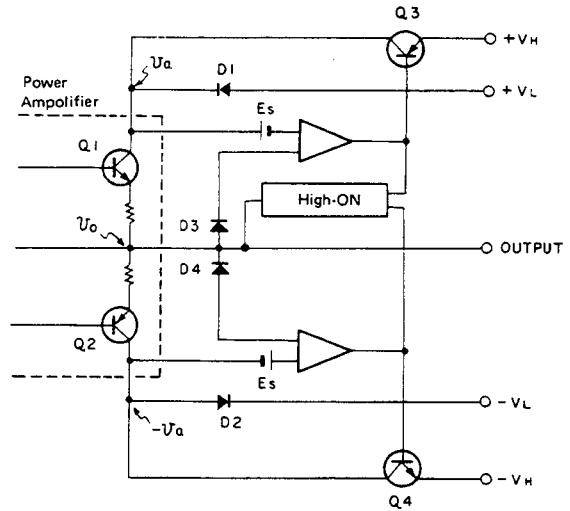 Q3
+VH
Va
D1
+VL
Power
Ampolifier
Es
Q1
High-ON
D3
Vo
OUTPUT
D4
Q2
Es
-VL
-Va
D2
-VH
Q4